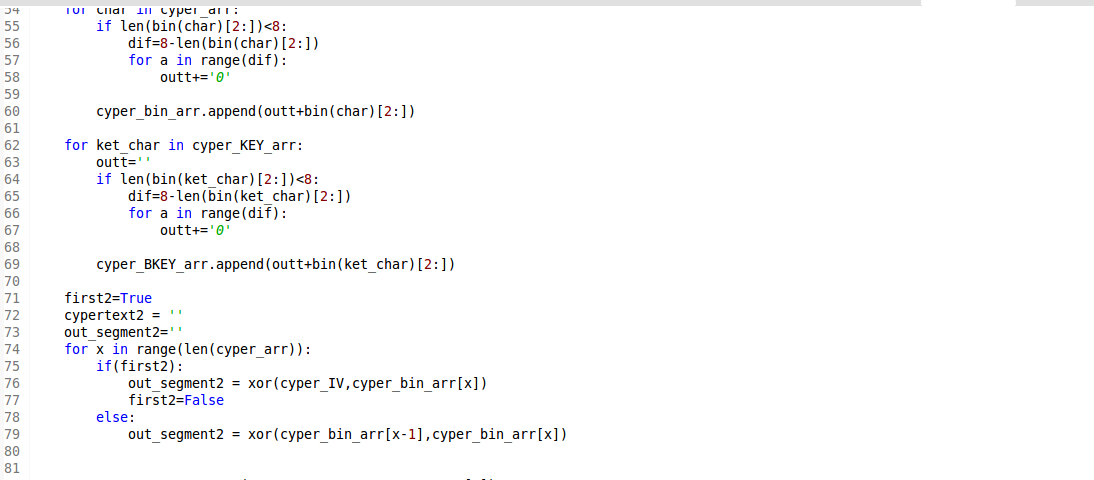 54 for char in cyper_arr:
55 if len(bin(char)[2:])<8:
56 dif=8-len(bin(char)[2:])
57 for a in range(dif):
58 outt+='0'
59
60 cyper_bin_arr.append(outt+bin(char)[2:])
61
62 for ket_char in cyper_KEY_arr:
63 outt=''
64 if len(bin(ket_char)[2:])<8:
65 dif=8-len(bin(ket_char)[2:])
66 for a in range(dif):
67 outt+='0'
68
69 cyper_BKEY_arr.append(outt+bin(ket_char)[2:])
70
71 first2=True
72 cypertext2 = ''
73 out_segment2=''
74 for x in range(len(cyper_arr)):
75 if(first2):
76 out_segment2 = xor(cyper_IV,cyper_bin_arr[x])
77 first2=False
78 else:
79 out_segment2 = xor(cyper_bin_arr[x-1],cyper_bin_arr[x])
80
81